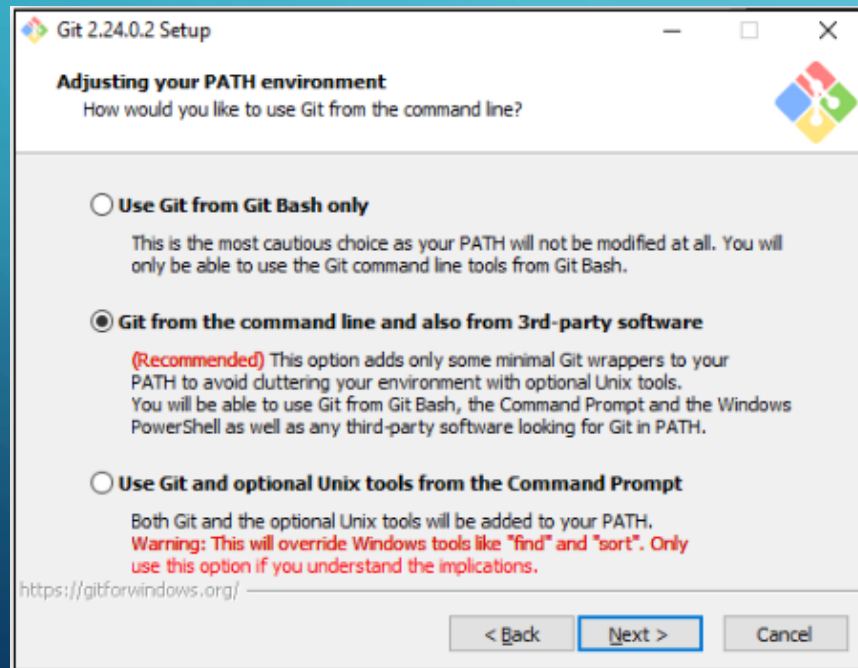 Git 2.24.0.2 Setup
Adjusting your PATH environment
How would you like to use Git from the command line?
Use Git from Git Bash only
This is the most cautious choice as your PATH will not be modified at all. You will
only be able to use the Git command line tools from Git Bash.
Git from the command line and also from 3rd-party software
(Recommended) This option adds only some minimal Git wrappers to your
PATH to avoid cluttering your environment with optional Unix tools.
You will be able to use Git from Git Bash, the Command Prompt and the Windows
PowerShell as well as any third-party software looking for Git in PATH.
Use Git and optional Unix tools from the Command Prompt
Both Git and the optional Unix tools will be added to your PATH.
Warning: This will override Windows tools like "find" and "sort". Only
use this option if you understand the implications.
https://gitforwindows.org/
< Back
Next >
Cancel